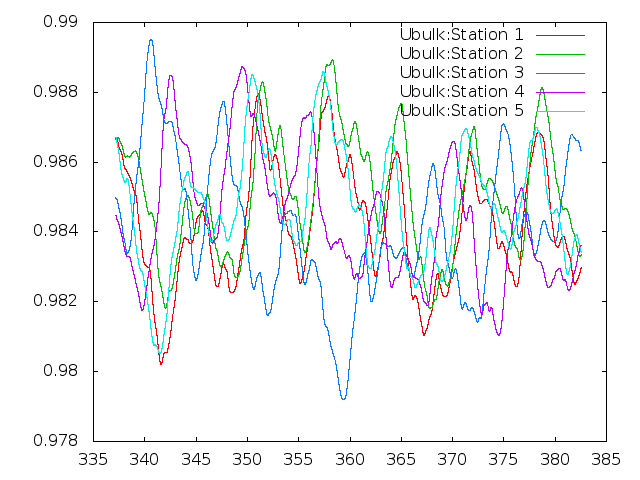 0.99
0.988
0.986
0.984
0.982
0.98
0.978
335 340 345 350 355 360 365 370 375 380 385
Ubulk:Station 1
Ubulk:Station 2
Ubulk:Station 3
Ubulk:Station 4
Ubulk:Station 5